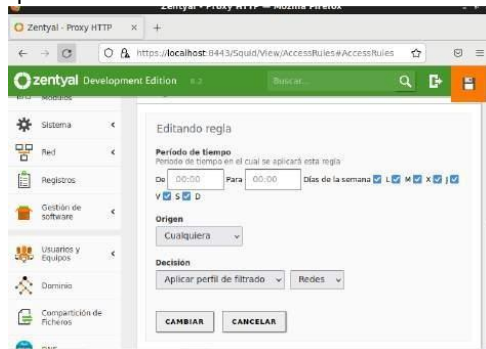 Zentyal - Proxy HTTP — Mozilla Firefox
Zentyal - Proxy HTTP × +
https://localhost:8443/Squid/View/AccessRules#AccessRules
zentyal Development Edition
Buscar...
Módulos
Sistema
Red
Registros
Gestión de
software
Usuarios y
Equipos
Dominio
Compartición de
Ficheros
DNS
Editando regla
Período de tiempo
Período de tiempo en el cual se aplicará esta regla
De 00:00 Para 00:00 Días de la semana L M X J
V S D
Origen
Cualquiera
Decisión
Aplicar perfil de filtrado Redes
CAMBIAR CANCELAR